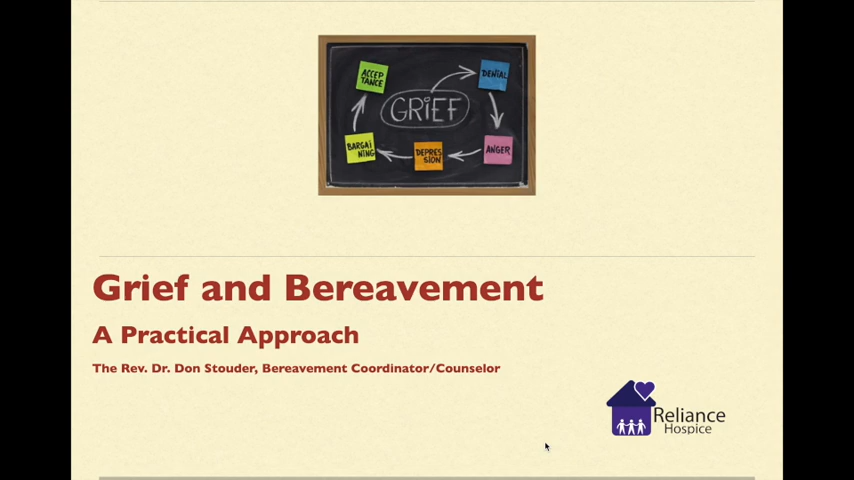 ACCEP
TANCE
DENIAL
GRIEF
BARGAI
NING
DEPRES
SION
ANGER
Grief and Bereavement
A Practical Approach
The Rev. Dr. Don Stouder, Bereavement Coordinator/Counselor
Reliance
Hospice